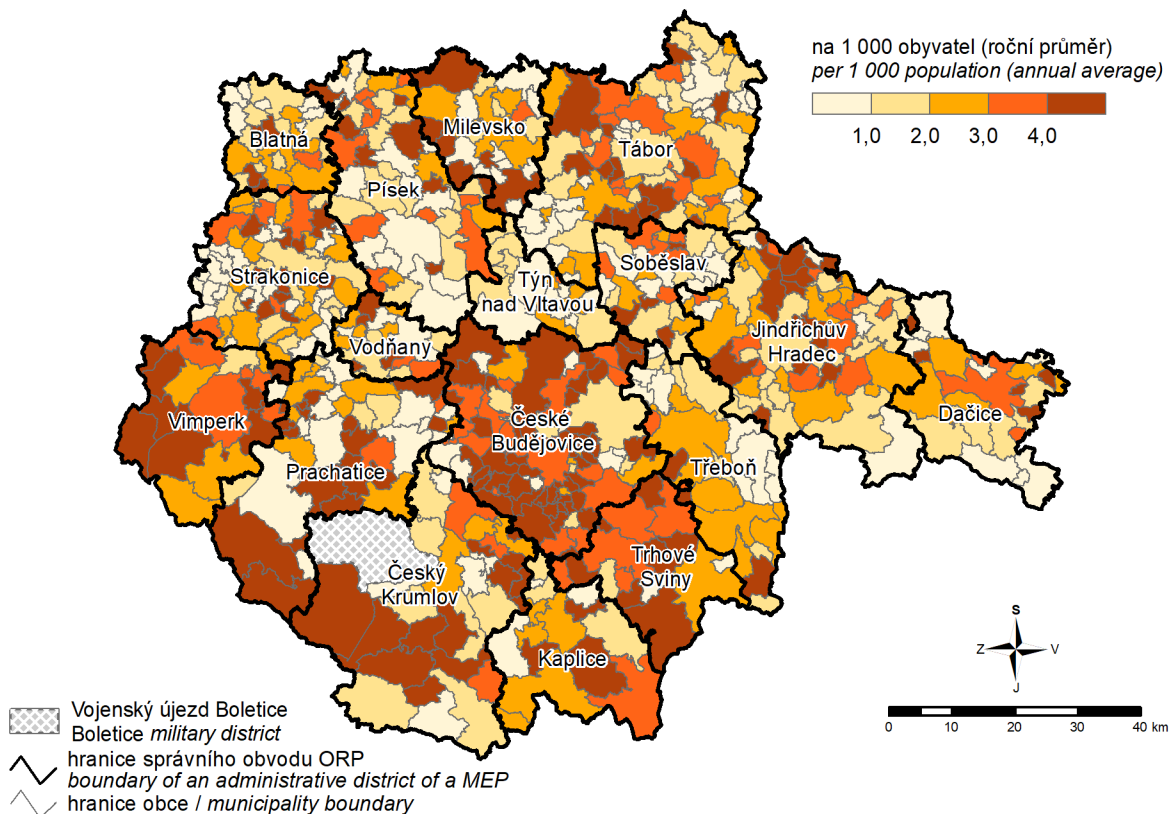 na 1 000 obyvatel (roční průměr)
per 1 000 population (annual average)
1,0 2,0 3,0 4,0
Blatná
Milevsko
Tábor
Písek
Strakonice
Soběslav
Týn
nad Vltavou
Vodňany
Jindřichův
Hradec
Vimperk
České
Budějovice
Dačice
Prachatice
Třeboň
Trhové
Sviny
Český
Krumlov
Kaplice
S
Z V
J
0 10 20 30 40 km
Vojenský újezd Boletice
Boletice military district
hranice správního obvodu ORP
boundary of an administrative district of a MEP
hranice obce / municipality boundary